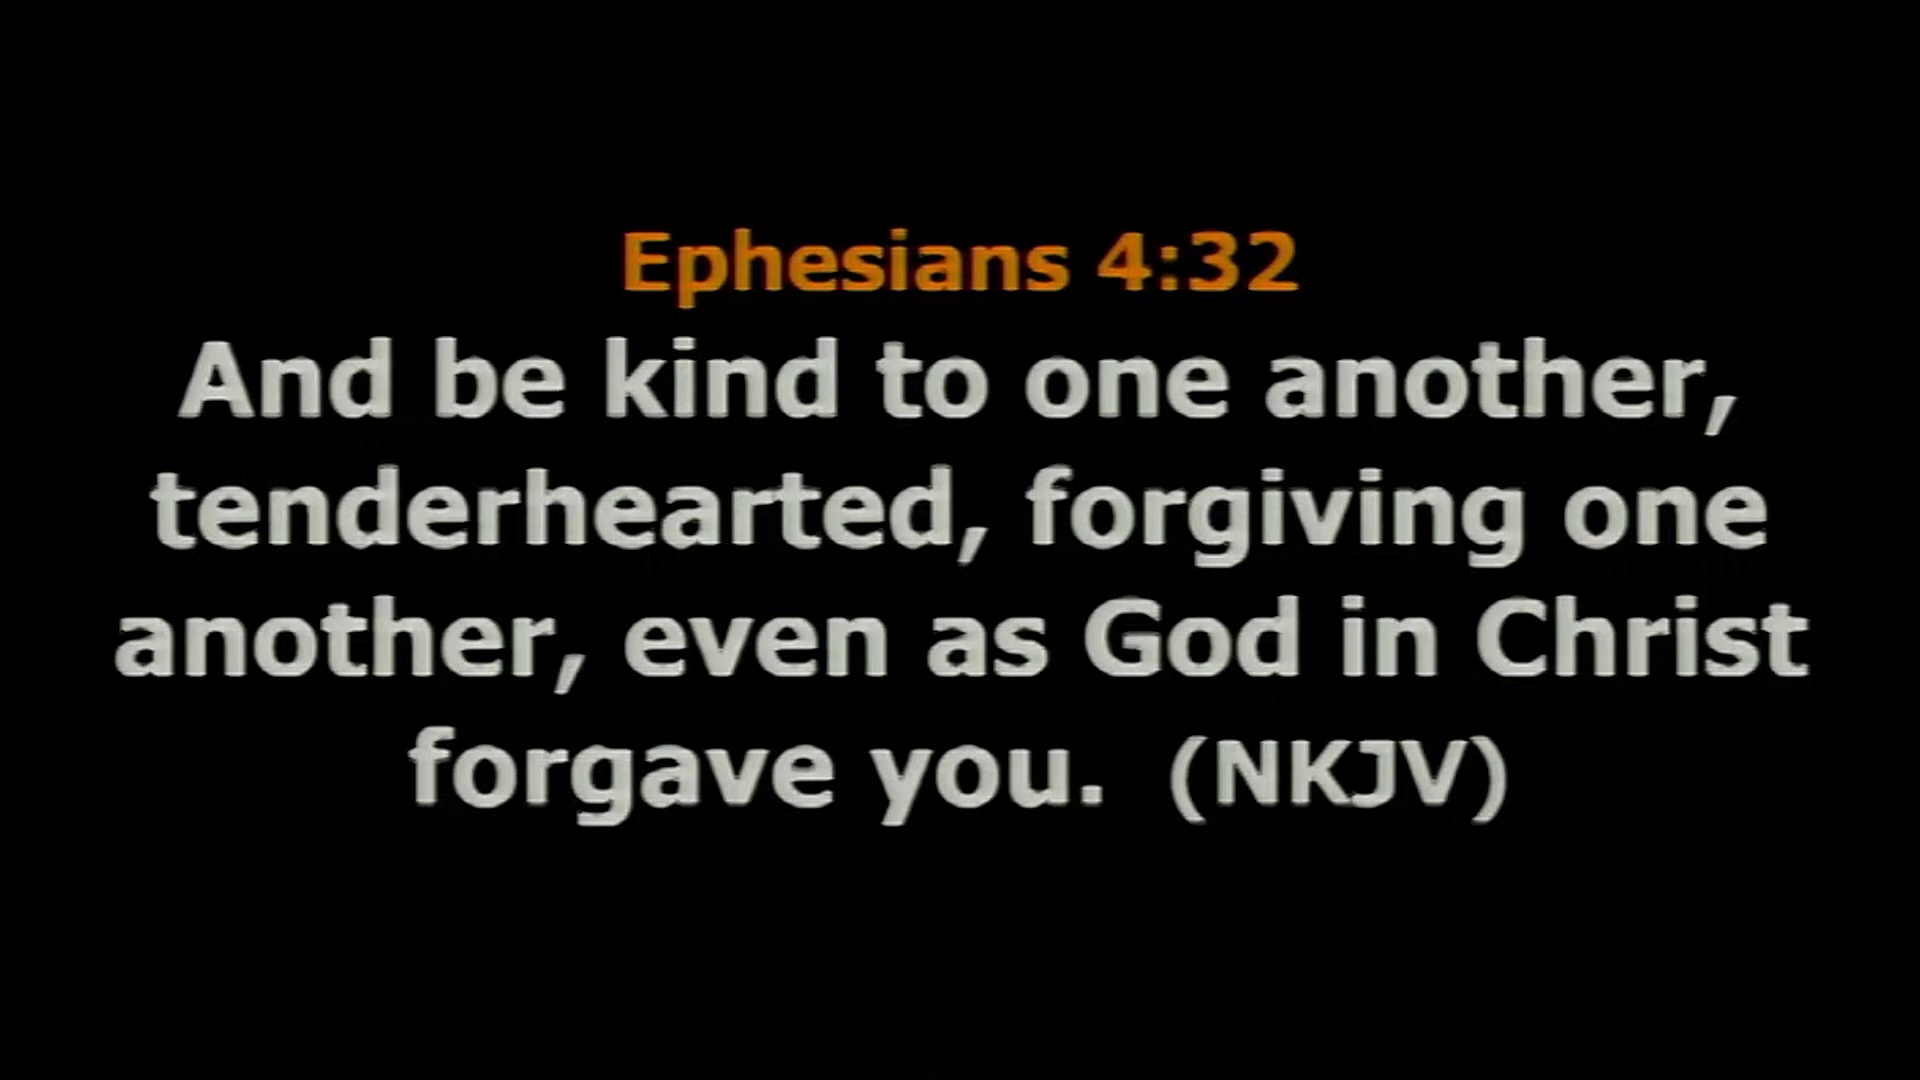 Ephesians 4:32
And be kind to one another,
tenderhearted, forgiving one
another, even as God in Christ
forgave you.  (NKJV)